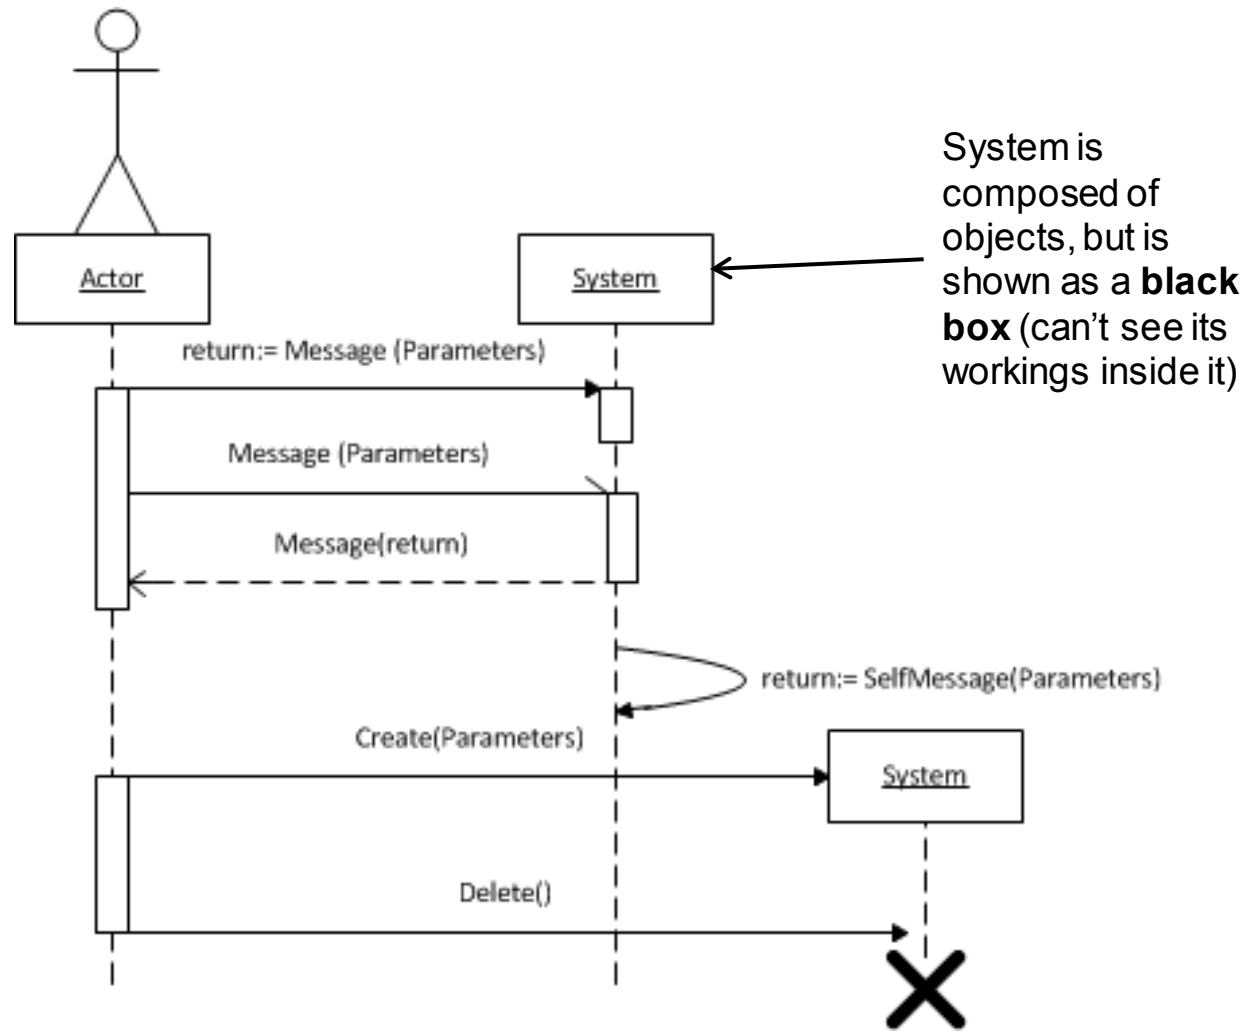 System is
composed of
objects, but is
shown as a black
box (can't see its
workings inside it)
Actor
System
return:= Message (Parameters)
Message (Parameters)
Message(return)
return:= SelfMessage(Parameters)
Create(Parameters)
System
Delete()